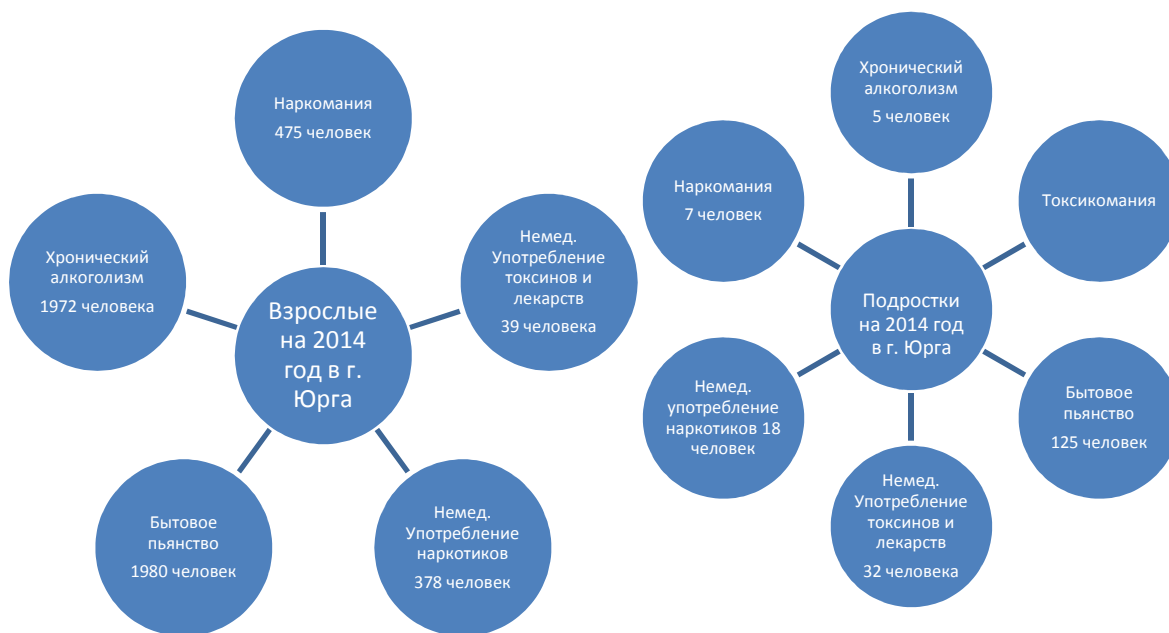 Наркомания
475 человек
Немед.
Употребление
токсинов и
лекарств
39 человека
Немед.
Употребление
наркотиков
378 человек
Бытовое
пьянство
1980 человек
Хронический
алкоголизм
1972 человека
Взрослые
на 2014
год в г.
Юрга
Хронический
алкоголизм
5 человек
Токсикомания
Бытовое
пьянство
125 человек
Немед.
Употребление
токсинов и
лекарств
32 человека
Немед.
употребление
наркотиков 18
человек
Наркомания
7 человек
Подростки
на 2014 год
в г. Юрга